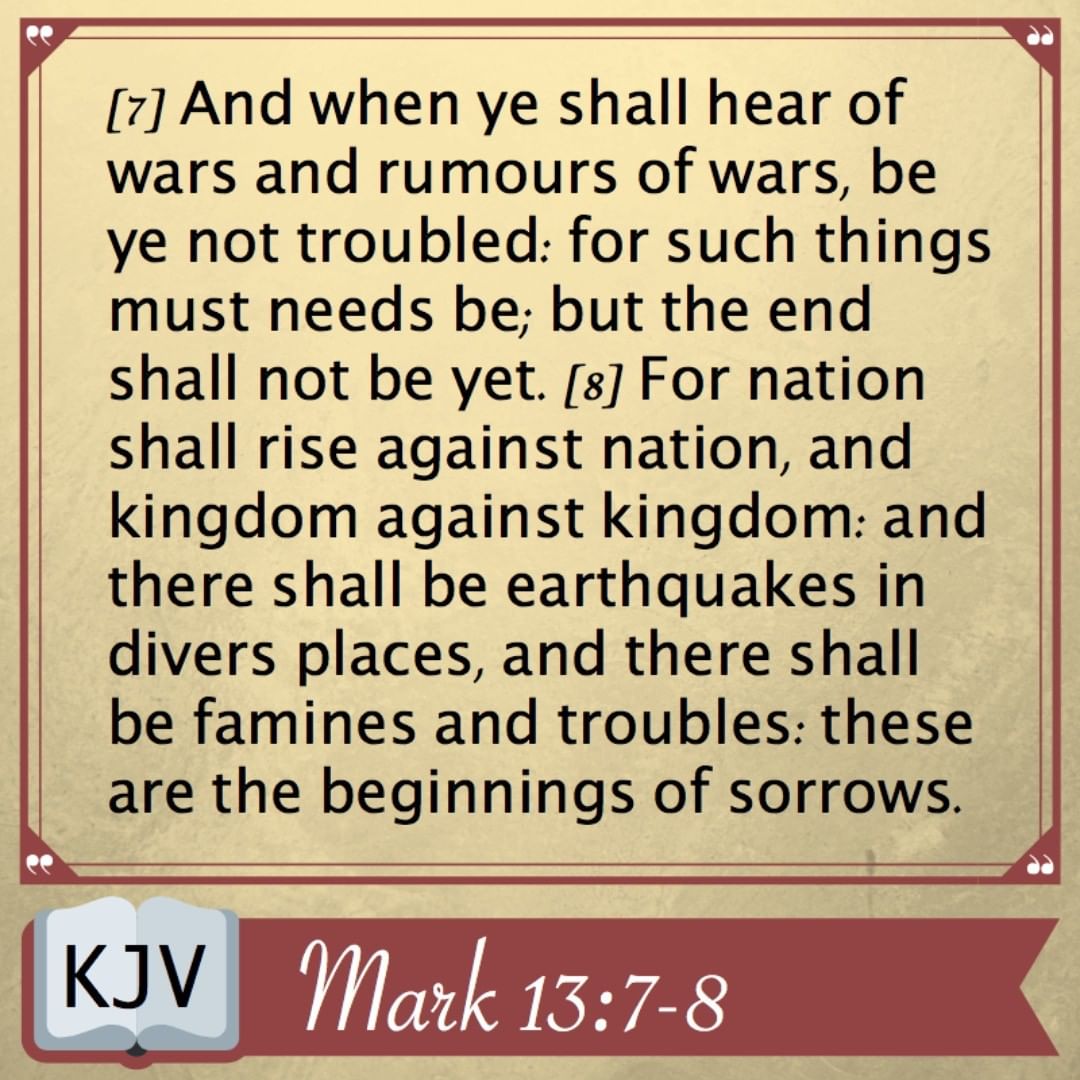 [7] And when ye shall hear of
wars and rumours of wars, be
ye not troubled: for such things
must needs be; but the end
shall not be yet. [8] For nation
shall rise against nation, and
kingdom against kingdom: and
there shall be earthquakes in
divers places, and there shall
be famines and troubles: these
are the beginnings of sorrows.
KJV
Mark 13:7-8